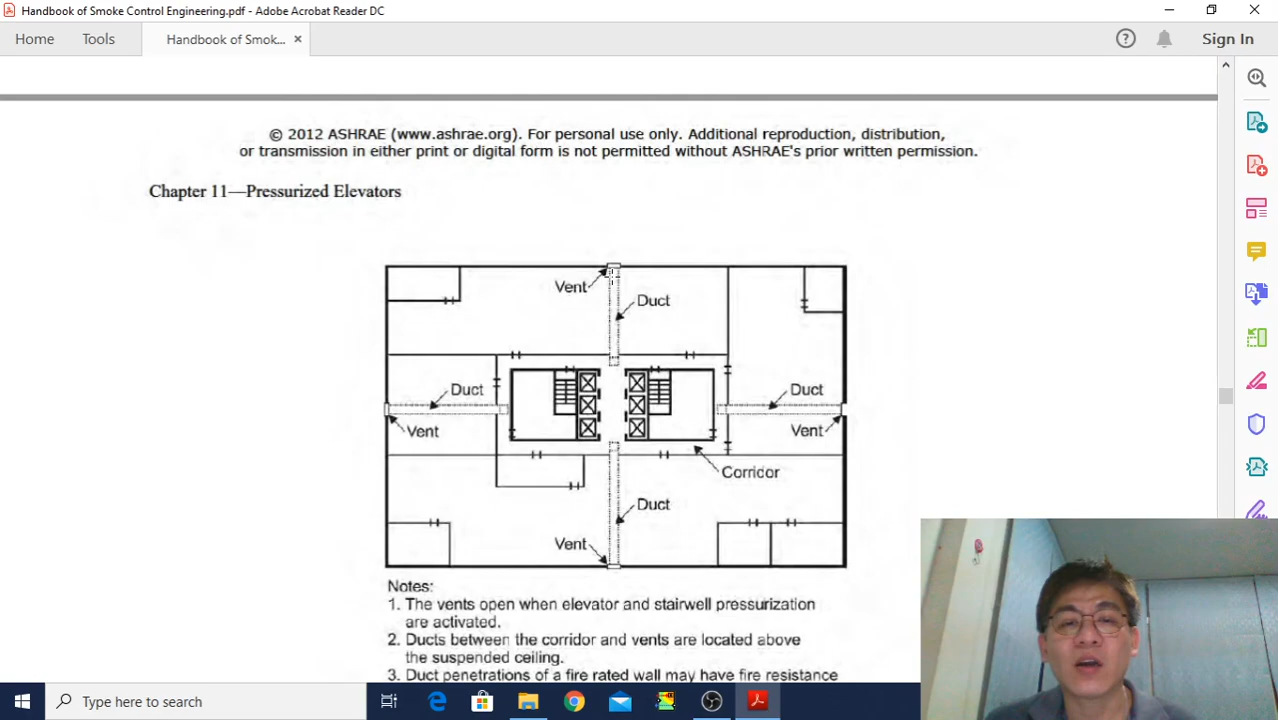 Handbook of Smoke Control Engineering.pdf - Adobe Acrobat Reader DC
Home
Tools
Handbook of Smok...
Sign In
© 2012 ASHRAE (www.ashrae.org). For personal use only. Additional reproduction, distribution,
or transmission in either print or digital form is not permitted without ASHRAE's prior written permission.
Chapter 11—Pressurized Elevators
Vent
Duct
Duct
Duct
Vent
Vent
Corridor
Duct
Vent
Notes:
1. The vents open when elevator and stairwell pressurization
are activated.
2. Ducts between the corridor and vents are located above
the suspended ceiling.
3. Duct penetrations of a fire rated wall may have fire resistance
Type here to search